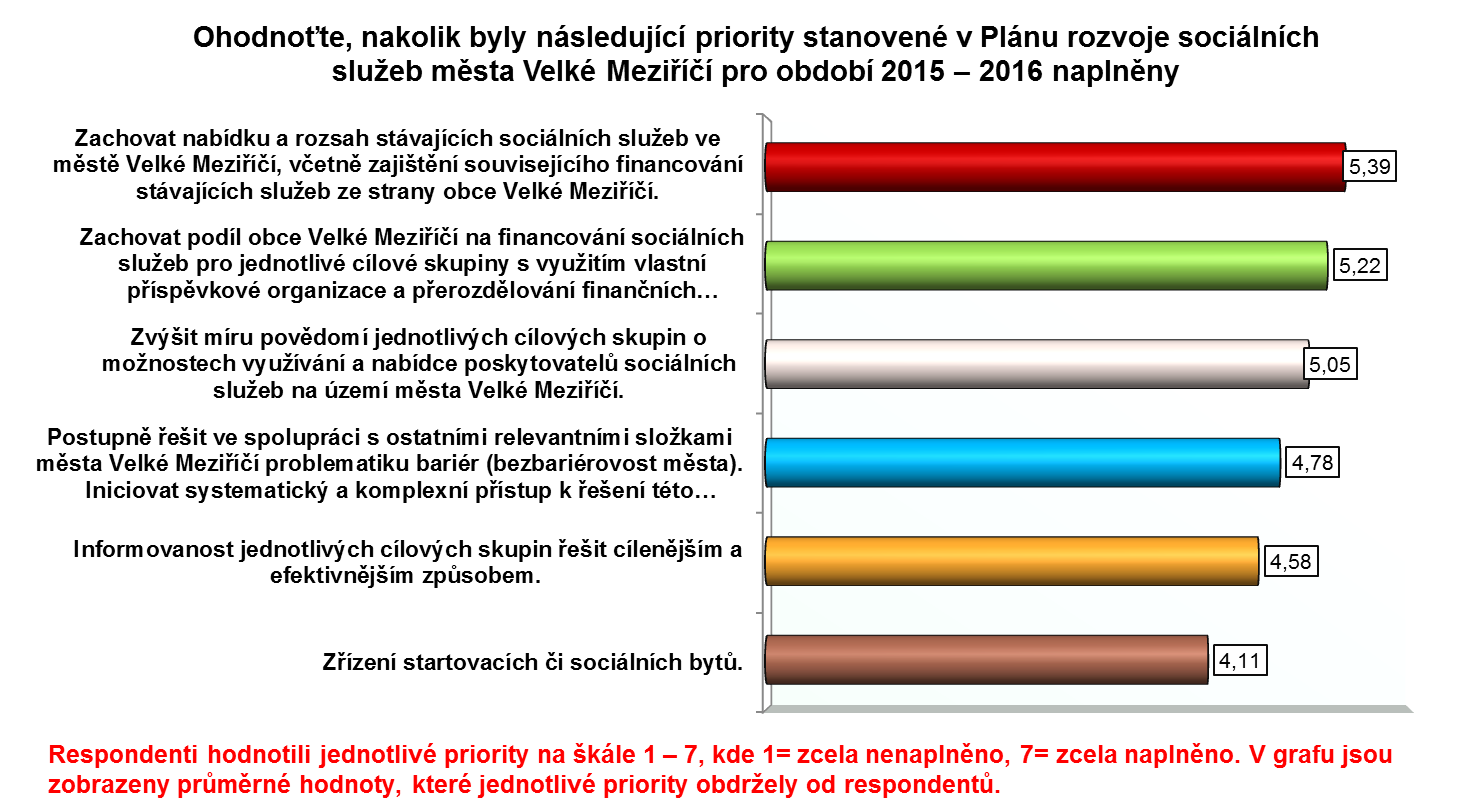 Ohodnoťte, nakolik byly následující priority stanovené v Plánu rozvoje sociálních
služeb města Velké Meziříčí pro období 2015 – 2016 naplněny
Zachovat nabídku a rozsah stávajících sociálních služeb ve
městě Velké Meziříčí, včetně zajištění souvisejícího financování
stávajících služeb ze strany obce Velké Meziříčí.
5,39
Zachovat podíl obce Velké Meziříčí na financování sociálních
služeb pro jednotlivé cílové skupiny s využitím vlastní
příspěvkové organizace a přerozdělování finančních…
5,22
Zvýšit míru povědomí jednotlivých cílových skupin o
možnostech využívání a nabídce poskytovatelů sociálních
služeb na území města Velké Meziříčí.
5,05
Postupně řešit ve spolupráci s ostatními relevantními složkami
města Velké Meziříčí problematiku bariér (bezbariérovost města).
Iniciovat systematický a komplexní přístup k řešení této…
4,78
Informovanost jednotlivých cílových skupin řešit cílenějším a
efektivnějším způsobem.
4,58
Zřízení startovacích či sociálních bytů.
4,11
Respondenti hodnotili jednotlivé priority na škále 1 – 7, kde 1= zcela nenaplněno, 7= zcela naplněno. V grafu jsou
zobrazeny průměrné hodnoty, které jednotlivé priority obdržely od respondentů.